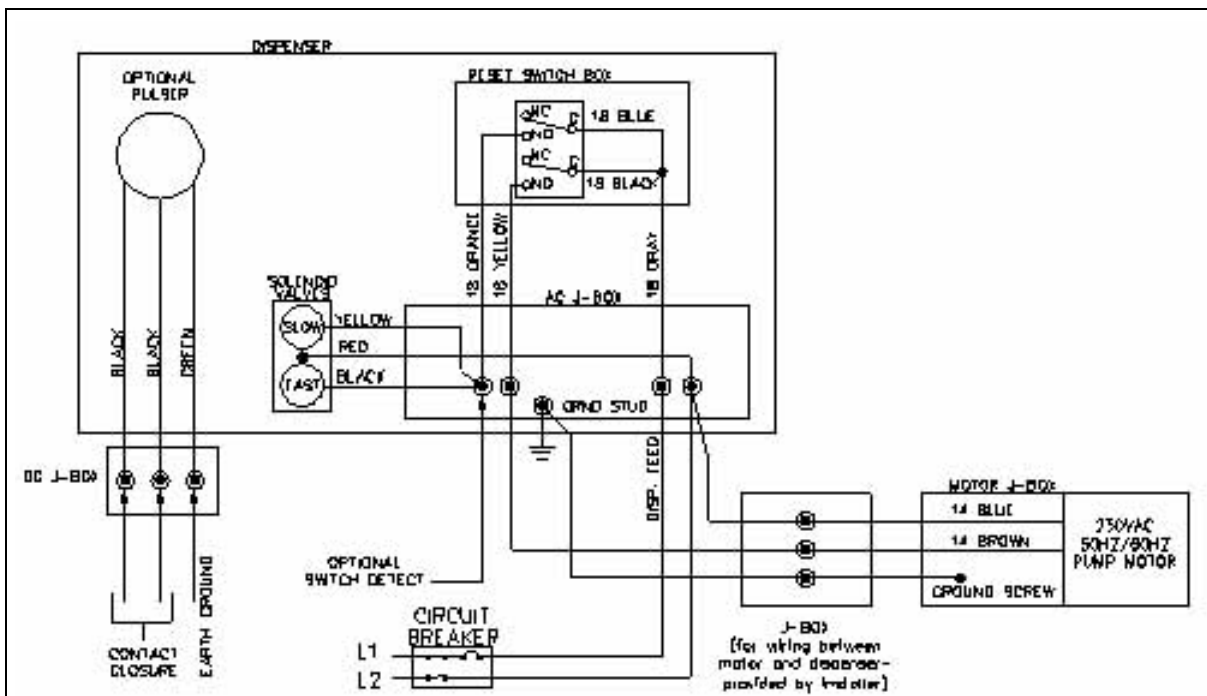 DISPENSER
OPTIONAL
PULSER
RESET SWITCH BOX
NC
C
18 BLUE
NO
NC
C
18 BLACK
NO
18 ORANGE
18 YELLOW
18 GRAY
SOLENOID
VALVES
SLOW
YELLOW
RED
FAST
BLACK
AC J-BOX
GRND STUD
BLACK
BLACK
GREEN
DC J-BOX
DISP. FEED
OPTIONAL
SWITCH DETECT
CIRCUIT
BREAKER
L1
L2
CONTACT
CLOSURE
EARTH GROUND
MOTOR J-BOX
14 BLUE
14 BROWN
GROUND SCREW
230VAC
50HZ/60HZ
PUMP MOTOR
J-BOX
(for wiring between
motor and dispenser-
provided by installer)